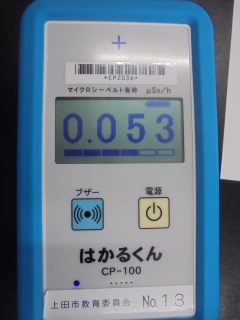 +
*CP2D36*
マイクロシーベルト毎時 μSv/h
0.053
ブザー 電源
はかるくん
CP-100
上田市教育委員会 No.13